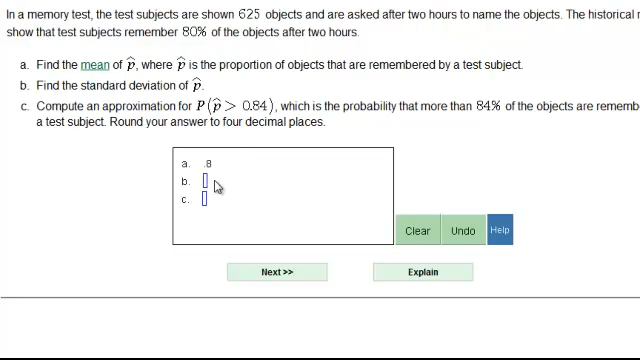 In a memory test, the test subjects are shown 625 objects and are asked after two hours to name the objects. The historical
show that test subjects remember 80% of the objects after two hours.
a. Find the mean of p̂, where p̂ is the proportion of objects that are remembered by a test subject.
b. Find the standard deviation of p̂.
c. Compute an approximation for P(p̂ > 0.84), which is the probability that more than 84% of the objects are rememb
a test subject. Round your answer to four decimal places.
a. .8
b.
c.
Clear Undo Help
Next >> Explain